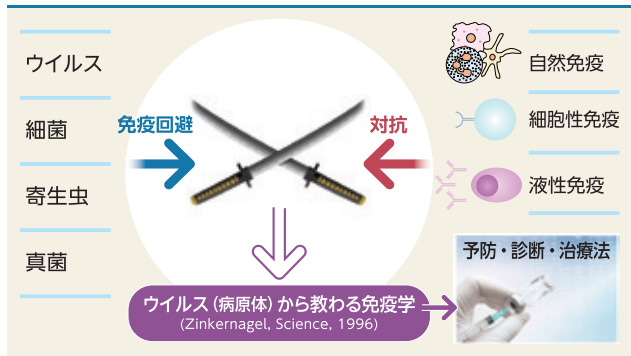 ウイルス
細菌
寄生虫
真菌
免疫回避
対抗
自然免疫
細胞性免疫
液性免疫
ウイルス（病原体）から教わる免疫学
(Zinkernagel, Science, 1996)
予防・診断・治療法